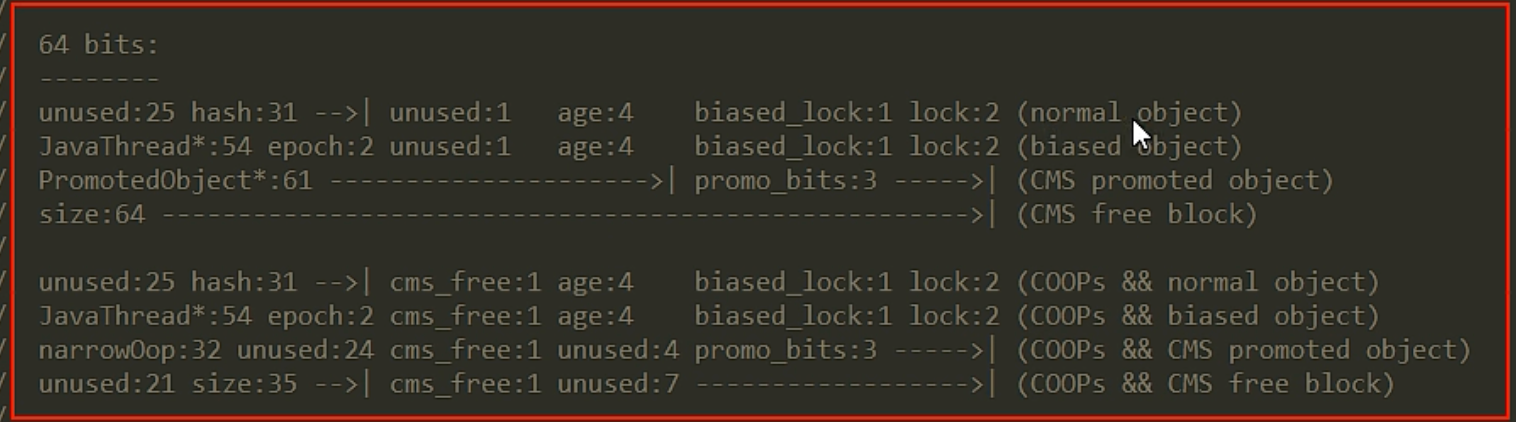 64 bits:
--------
unused:25 hash:31 -->| unused:1   age:4    biased_lock:1 lock:2 (normal object)
JavaThread*:54 epoch:2 unused:1   age:4    biased_lock:1 lock:2 (biased object)
PromotedObject*:61 --------------------->| promo_bits:3 ----->| (CMS promoted object)
size:64 ----------------------------------------------------->| (CMS free block)
unused:25 hash:31 -->| cms_free:1 age:4    biased_lock:1 lock:2 (COOPs && normal object)
JavaThread*:54 epoch:2 cms_free:1 age:4    biased_lock:1 lock:2 (COOPs && biased object)
narrowOop:32 unused:24 cms_free:1 unused:4 promo_bits:3 ----->| (COOPs && CMS promoted object)
unused:21 size:35 -->| cms_free:1 unused:7 ------------------>| (COOPs && CMS free block)